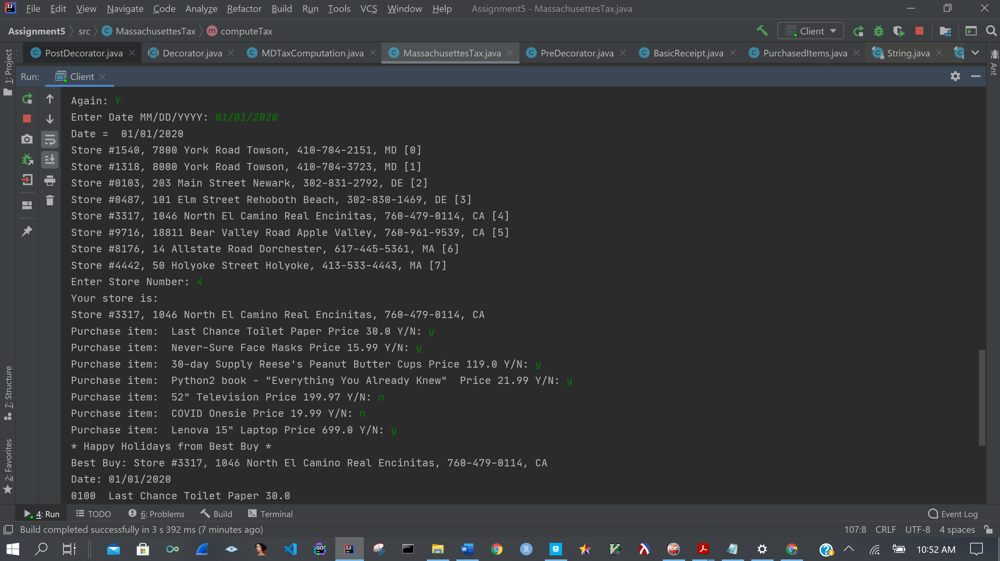 File Edit View Navigate Code Analyze Refactor Build Run Tools VCS Window Help Assignment5 - MassachusettesTax.java
Assignment5 src MassachusettesTax computeTax Client
PostDecorator.java Decorator.java MDTaxComputation.java MassachusettesTax.java PreDecorator.java BasicReceipt.java PurchasedItems.java String.java
1: Project
Ant
Run: Client
Again: Y
Enter Date MM/DD/YYYY: 01/01/2020
Date =  01/01/2020
Store #1540, 7800 York Road Towson, 410-704-2151, MD [0]
Store #1318, 8000 York Road Towson, 410-704-3723, MD [1]
Store #0103, 203 Main Street Newark, 302-831-2792, DE [2]
Store #0487, 101 Elm Street Rehoboth Beach, 302-830-1469, DE [3]
Store #3317, 1046 North El Camino Real Encinitas, 760-479-0114, CA [4]
Store #9716, 18811 Bear Valley Road Apple Valley, 760-961-9539, CA [5]
Store #8176, 14 Allstate Road Dorchester, 617-445-5361, MA [6]
Store #4442, 50 Holyoke Street Holyoke, 413-533-4443, MA [7]
Enter Store Number: 4
Your store is:
Store #3317, 1046 North El Camino Real Encinitas, 760-479-0114, CA
Purchase item:  Last Chance Toilet Paper Price 30.0 Y/N: y
Purchase item:  Never-Sure Face Masks Price 15.99 Y/N: y
Purchase item:  30-day Supply Reese's Peanut Butter Cups Price 119.0 Y/N: y
Purchase item:  Python2 book - "Everything You Already Knew"  Price 21.99 Y/N: y
Purchase item:  52" Television Price 199.97 Y/N: n
Purchase item:  COVID Onesie Price 19.99 Y/N: n
Purchase item:  Lenova 15" Laptop Price 699.0 Y/N: y
* Happy Holidays from Best Buy *
Best Buy: Store #3317, 1046 North El Camino Real Encinitas, 760-479-0114, CA
Date: 01/01/2020
0100  Last Chance Toilet Paper 30.0
7: Structure
2: Favorites
4: Run TODO 6: Problems Build Terminal Event Log
Build completed successfully in 3 s 392 ms (7 minutes ago) 107:8 CRLF UTF-8 4 spaces
10:52 AM